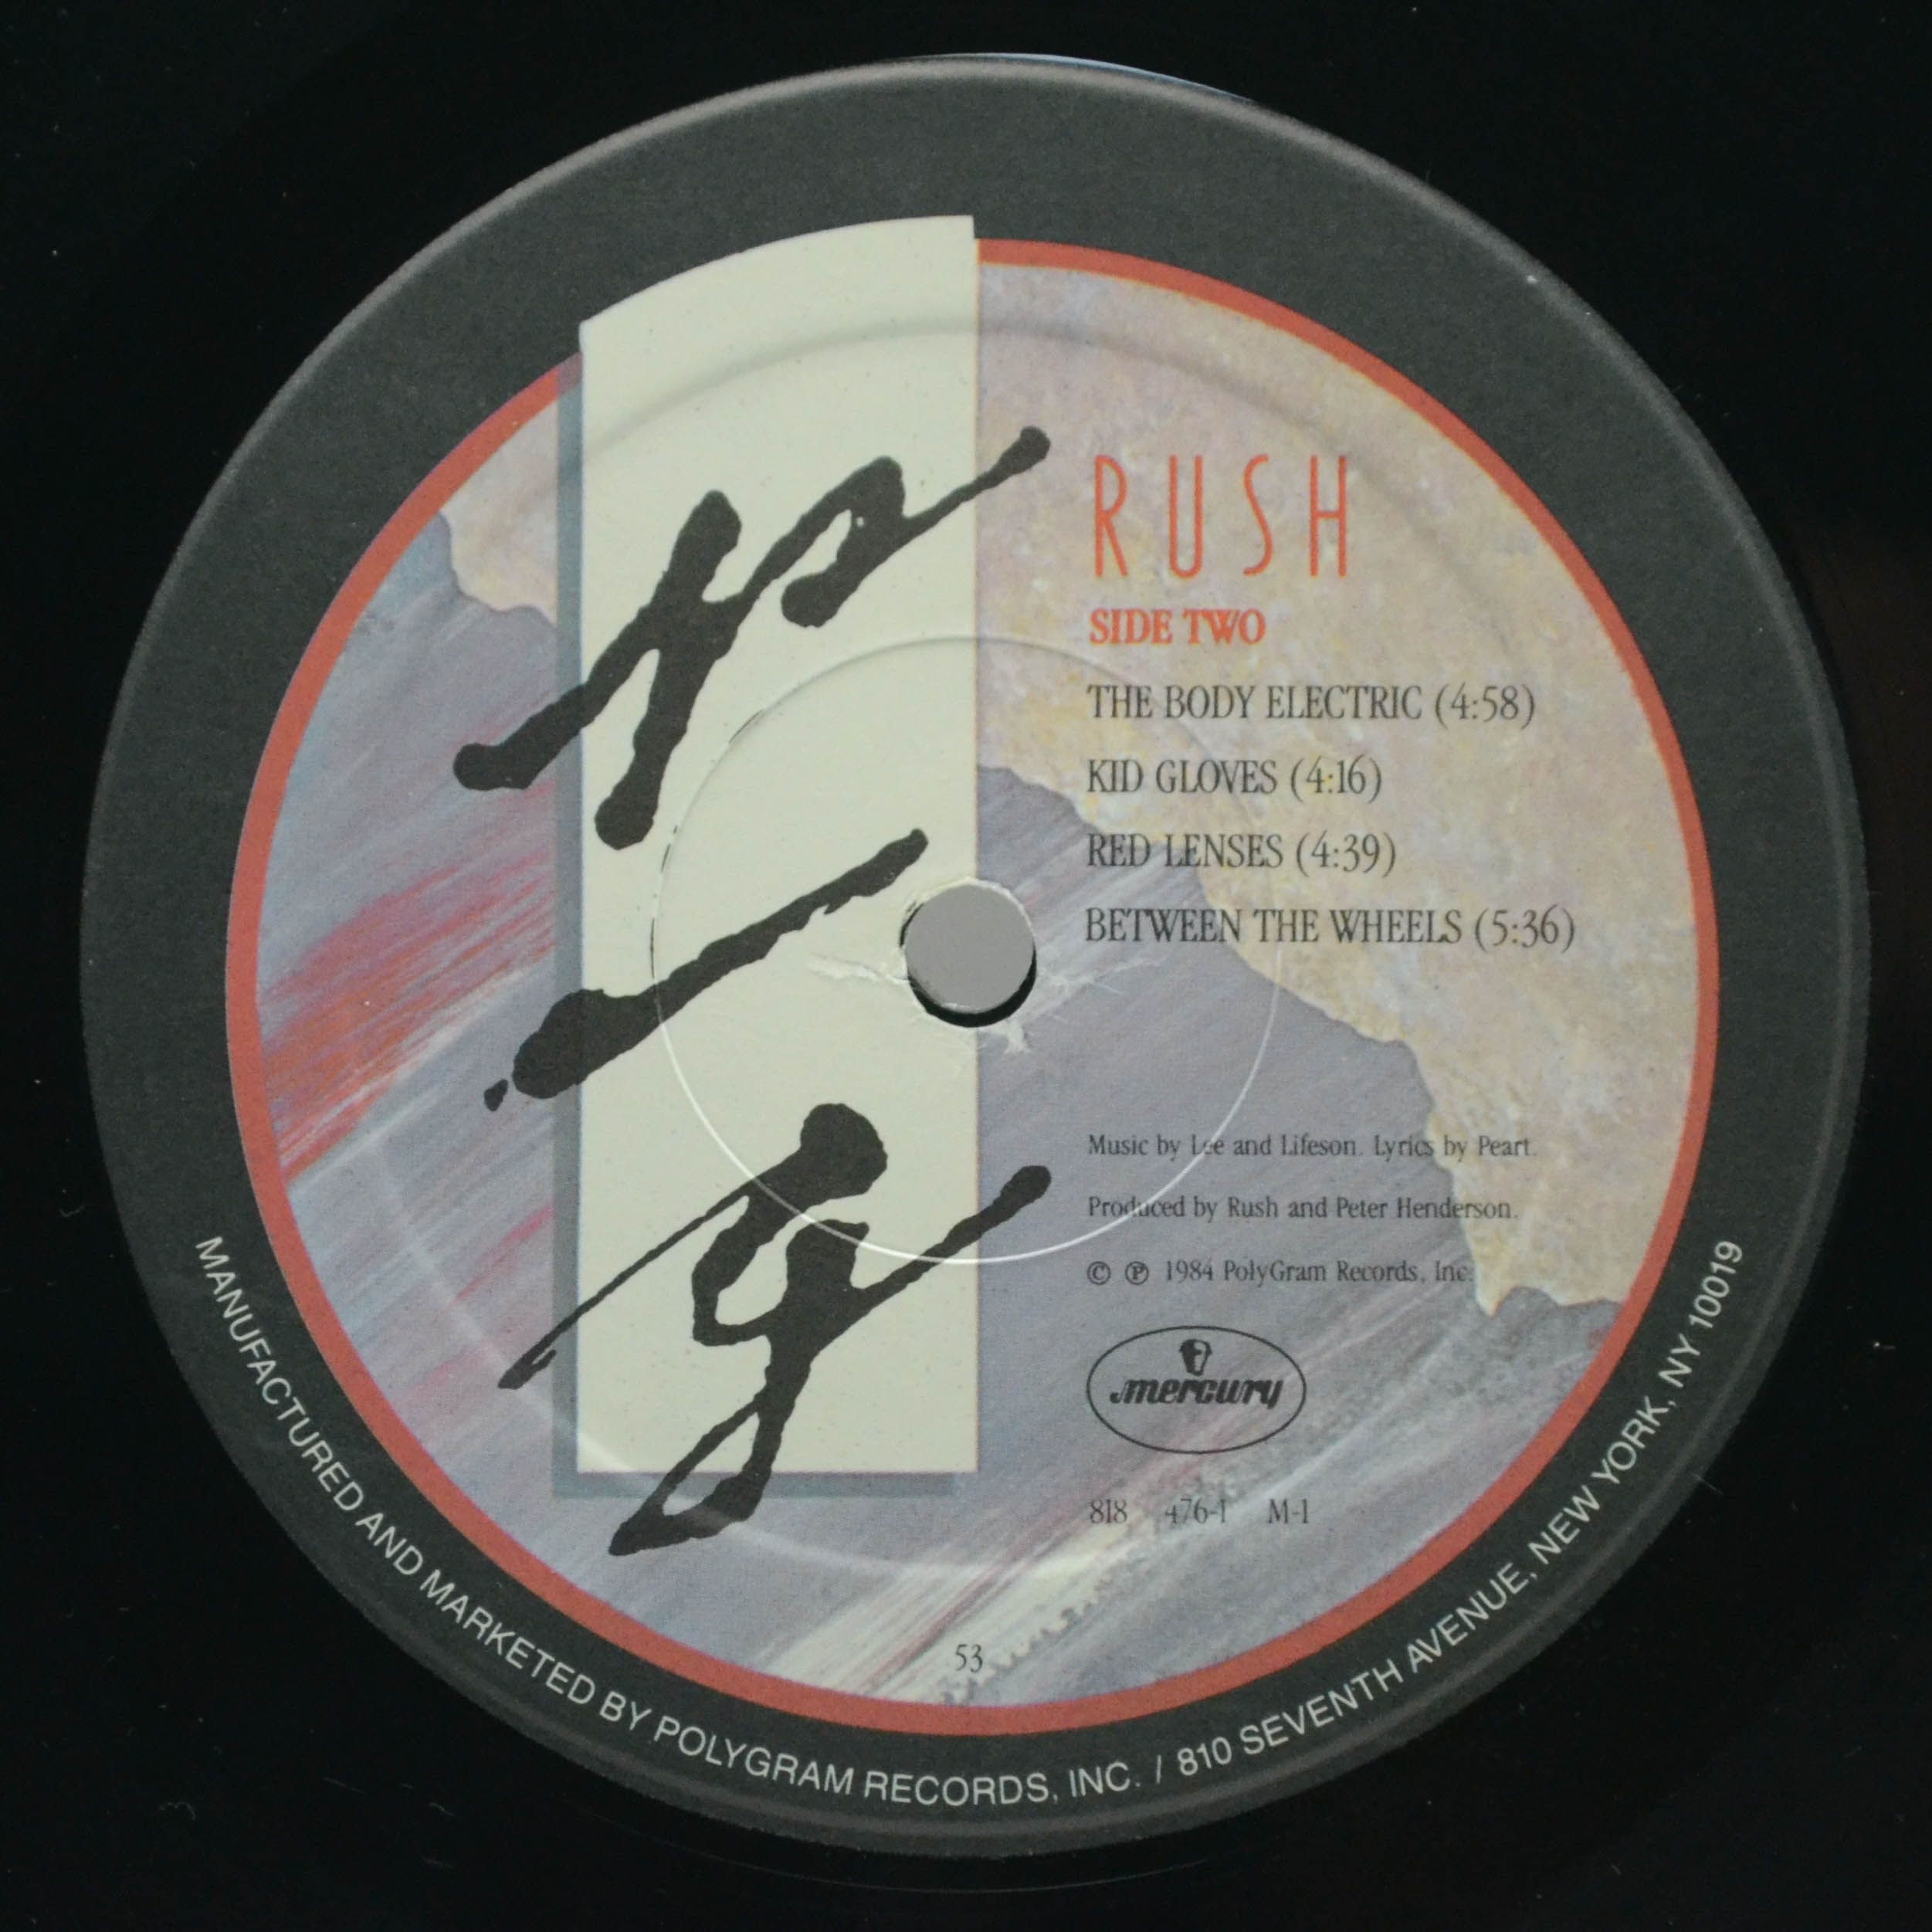 RUSH
SIDE TWO
THE BODY ELECTRIC (4:58)
KID GLOVES (4:16)
RED LENSES (4:39)
BETWEEN THE WHEELS (5:36)
Music by Lee and Lifeson. Lyrics by Peart.
Produced by Rush and Peter Henderson.
© ℗ 1984 PolyGram Records, Inc.
mercury
818 476-1 M-1
53
MANUFACTURED AND MARKETED BY POLYGRAM RECORDS, INC. / 810 SEVENTH AVENUE, NEW YORK, NY 10019